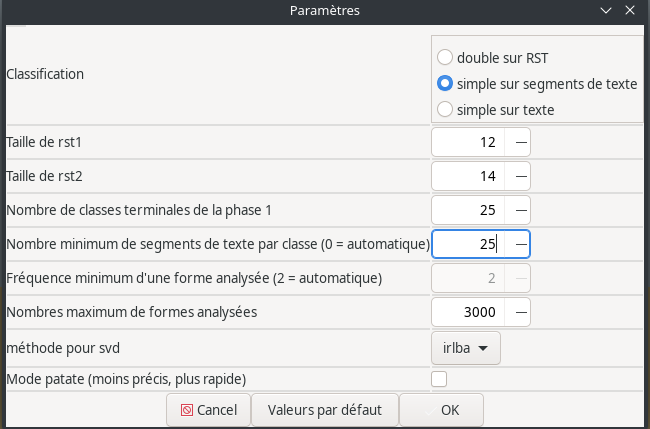 Paramètres
Classification
double sur RST
simple sur segments de texte
simple sur texte
Taille de rst1 12
Taille de rst2 14
Nombre de classes terminales de la phase 1 25
Nombre minimum de segments de texte par classe (0 = automatique) 25
Fréquence minimum d'une forme analysée (2 = automatique) 2
Nombres maximum de formes analysées 3000
méthode pour svd irlba
Mode patate (moins précis, plus rapide)
Cancel Valeurs par défaut OK